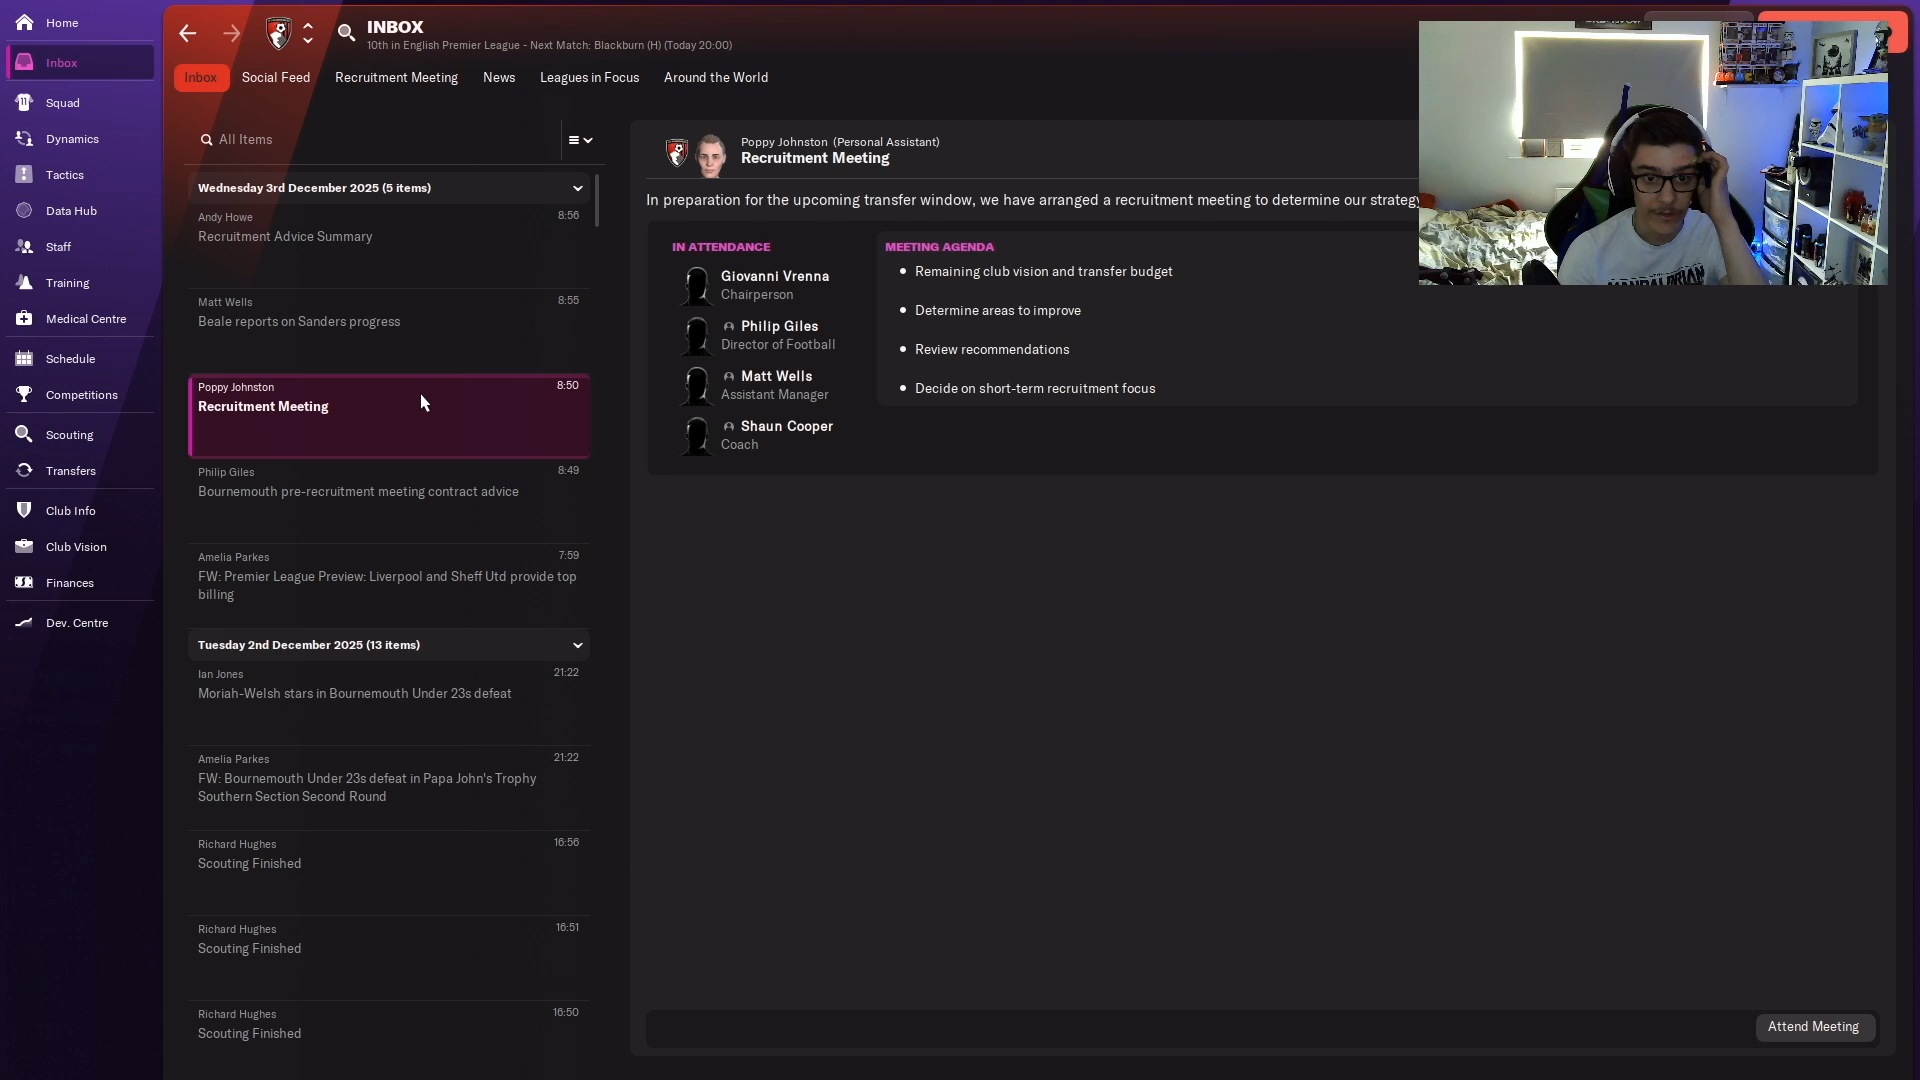 Home
Inbox
Squad
Dynamics
Tactics
Data Hub
Staff
Training
Medical Centre
Schedule
Competitions
Scouting
Transfers
Club Info
Club Vision
Finances
Dev. Centre
INBOX
10th in English Premier League - Next Match: Blackburn (H) (Today 20:00)
Inbox Social Feed Recruitment Meeting News Leagues in Focus Around the World
All Items
Wednesday 3rd December 2025 (5 items)
Andy Howe 8:56
Recruitment Advice Summary
Matt Wells 8:55
Beale reports on Sanders progress
Poppy Johnston 8:50
Recruitment Meeting
Philip Giles 8:49
Bournemouth pre-recruitment meeting contract advice
Amelia Parkes 7:59
FW: Premier League Preview: Liverpool and Sheff Utd provide top
billing
Tuesday 2nd December 2025 (13 items)
Ian Jones 21:22
Moriah-Welsh stars in Bournemouth Under 23s defeat
Amelia Parkes 21:22
FW: Bournemouth Under 23s defeat in Papa John's Trophy
Southern Section Second Round
Richard Hughes 16:56
Scouting Finished
Richard Hughes 16:51
Scouting Finished
Richard Hughes 16:50
Scouting Finished
Poppy Johnston (Personal Assistant)
Recruitment Meeting
In preparation for the upcoming transfer window, we have arranged a recruitment meeting to determine our strategy
IN ATTENDANCE
Giovanni Vrenna
Chairperson
Philip Giles
Director of Football
Matt Wells
Assistant Manager
Shaun Cooper
Coach
MEETING AGENDA
Remaining club vision and transfer budget
Determine areas to improve
Review recommendations
Decide on short-term recruitment focus
Attend Meeting